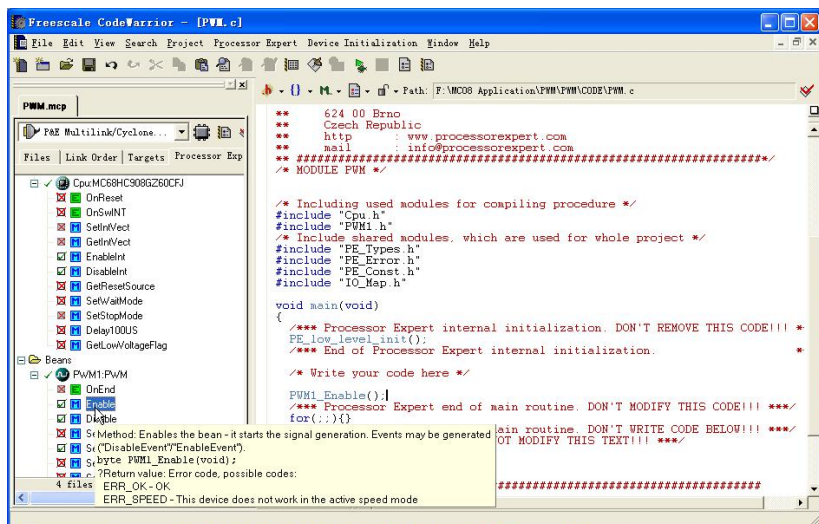 Freescale CodeWarrior - [PWM.c]
File Edit View Search Project Processor Expert Device Initialization Window Help
Path: F:\MC08 Application\PWM\PWM\CODE\PWM.c
PWM.mcp
P&E Multilink/Cyclone...
Files Link Order Targets Processor Exp
Cpu:MC68HC908GZ60CFJ
OnReset
OnSwINT
SetIntVect
GetIntVect
EnableInt
DisableInt
GetResetSource
SetWaitMode
SetStopMode
Delay100US
GetLowVoltageFlag
Beans
PWM1:PWM
OnEnd
Enable
4 files
** 624 00 Brno
** Czech Republic
** http : www.processorexpert.com
** mail : info@processorexpert.com
** ###################################################################*/
/* MODULE PWM */
/* Including used modules for compiling procedure */
#include "Cpu.h"
#include "PWM1.h"
/* Include shared modules, which are used for whole project */
#include "PE_Types.h"
#include "PE_Error.h"
#include "PE_Const.h"
#include "IO_Map.h"
void main(void)
{
/*** Processor Expert internal initialization. DON'T REMOVE THIS CODE!!! *
PE_low_level_init();
/*** End of Processor Expert internal initialization. *
/* Write your code here */
PWM1_Enable();
/*** Processor Expert end of main routine. DON'T MODIFY THIS CODE!!! ***/
for(;;){}
ain routine. DON'T WRITE CODE BELOW!!! ***/
OT MODIFY THIS TEXT!!! ***/
Method: Enables the bean - it starts the signal generation. Events may be generated
("DisableEvent"/"EnableEvent").
byte PWM1_Enable(void);
?Return value: Error code, possible codes:
ERR_OK - OK
ERR_SPEED - This device does not work in the active speed mode